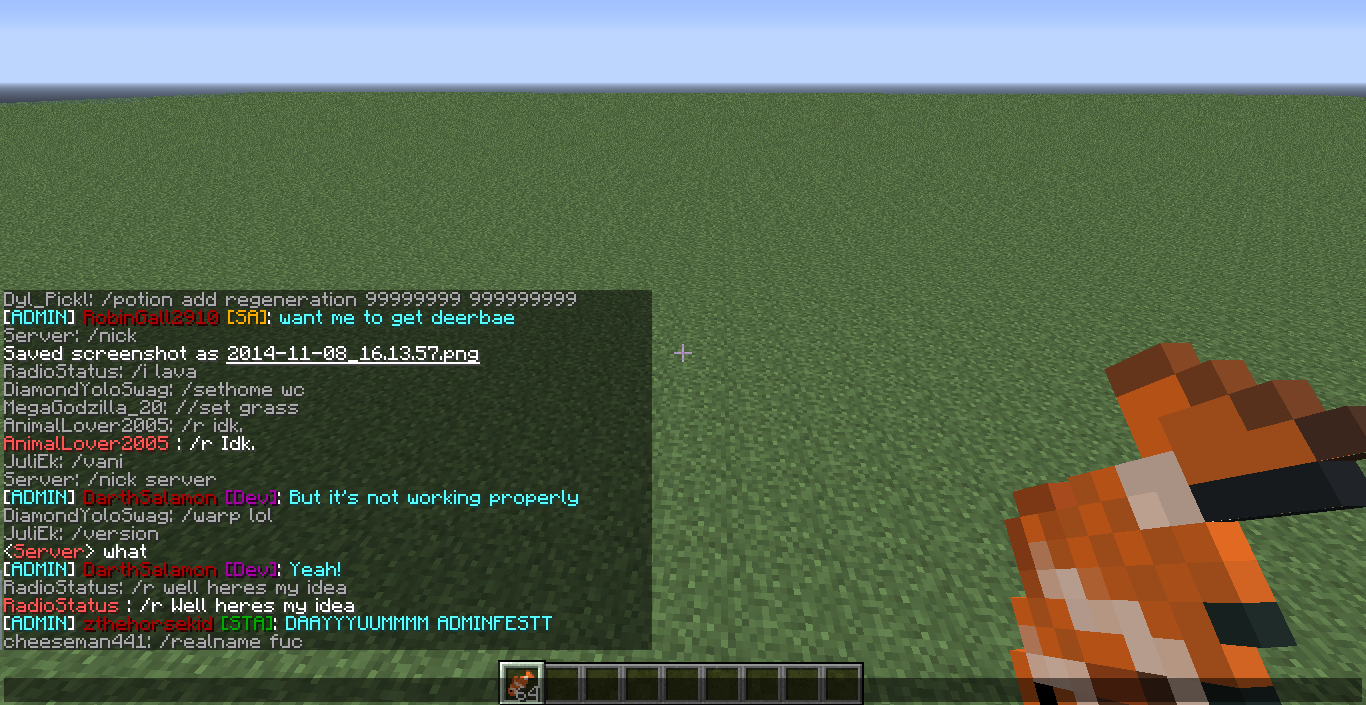 Dyl_Pickl: /potion add regeneration 99999999 999999999
[ADMIN] RobinGall2910 [SA]: want me to get deerbae
Server: /nick
Saved screenshot as 2014-11-08_16.13.57.png
RadioStatus: /i lava
DiamondYoloSwag: /sethome wc
MegaGodzilla_20: //set grass
AnimalLover2005: /r idk.
AnimalLover2005 : /r Idk.
JuliEk: /vani
Server: /nick server
[ADMIN] DarthSalamon [Dev]: But it's not working properly
DiamondYoloSwag: /warp lol
JuliEk: /version
<Server> what
[ADMIN] DarthSalamon [Dev]: Yeah!
RadioStatus: /r well heres my idea
RadioStatus : /r Well heres my idea
[ADMIN] zthehorsekid [STA]: DAAYYYUUMMMM ADMINFESTT
cheeseman441: /realname fuc
64